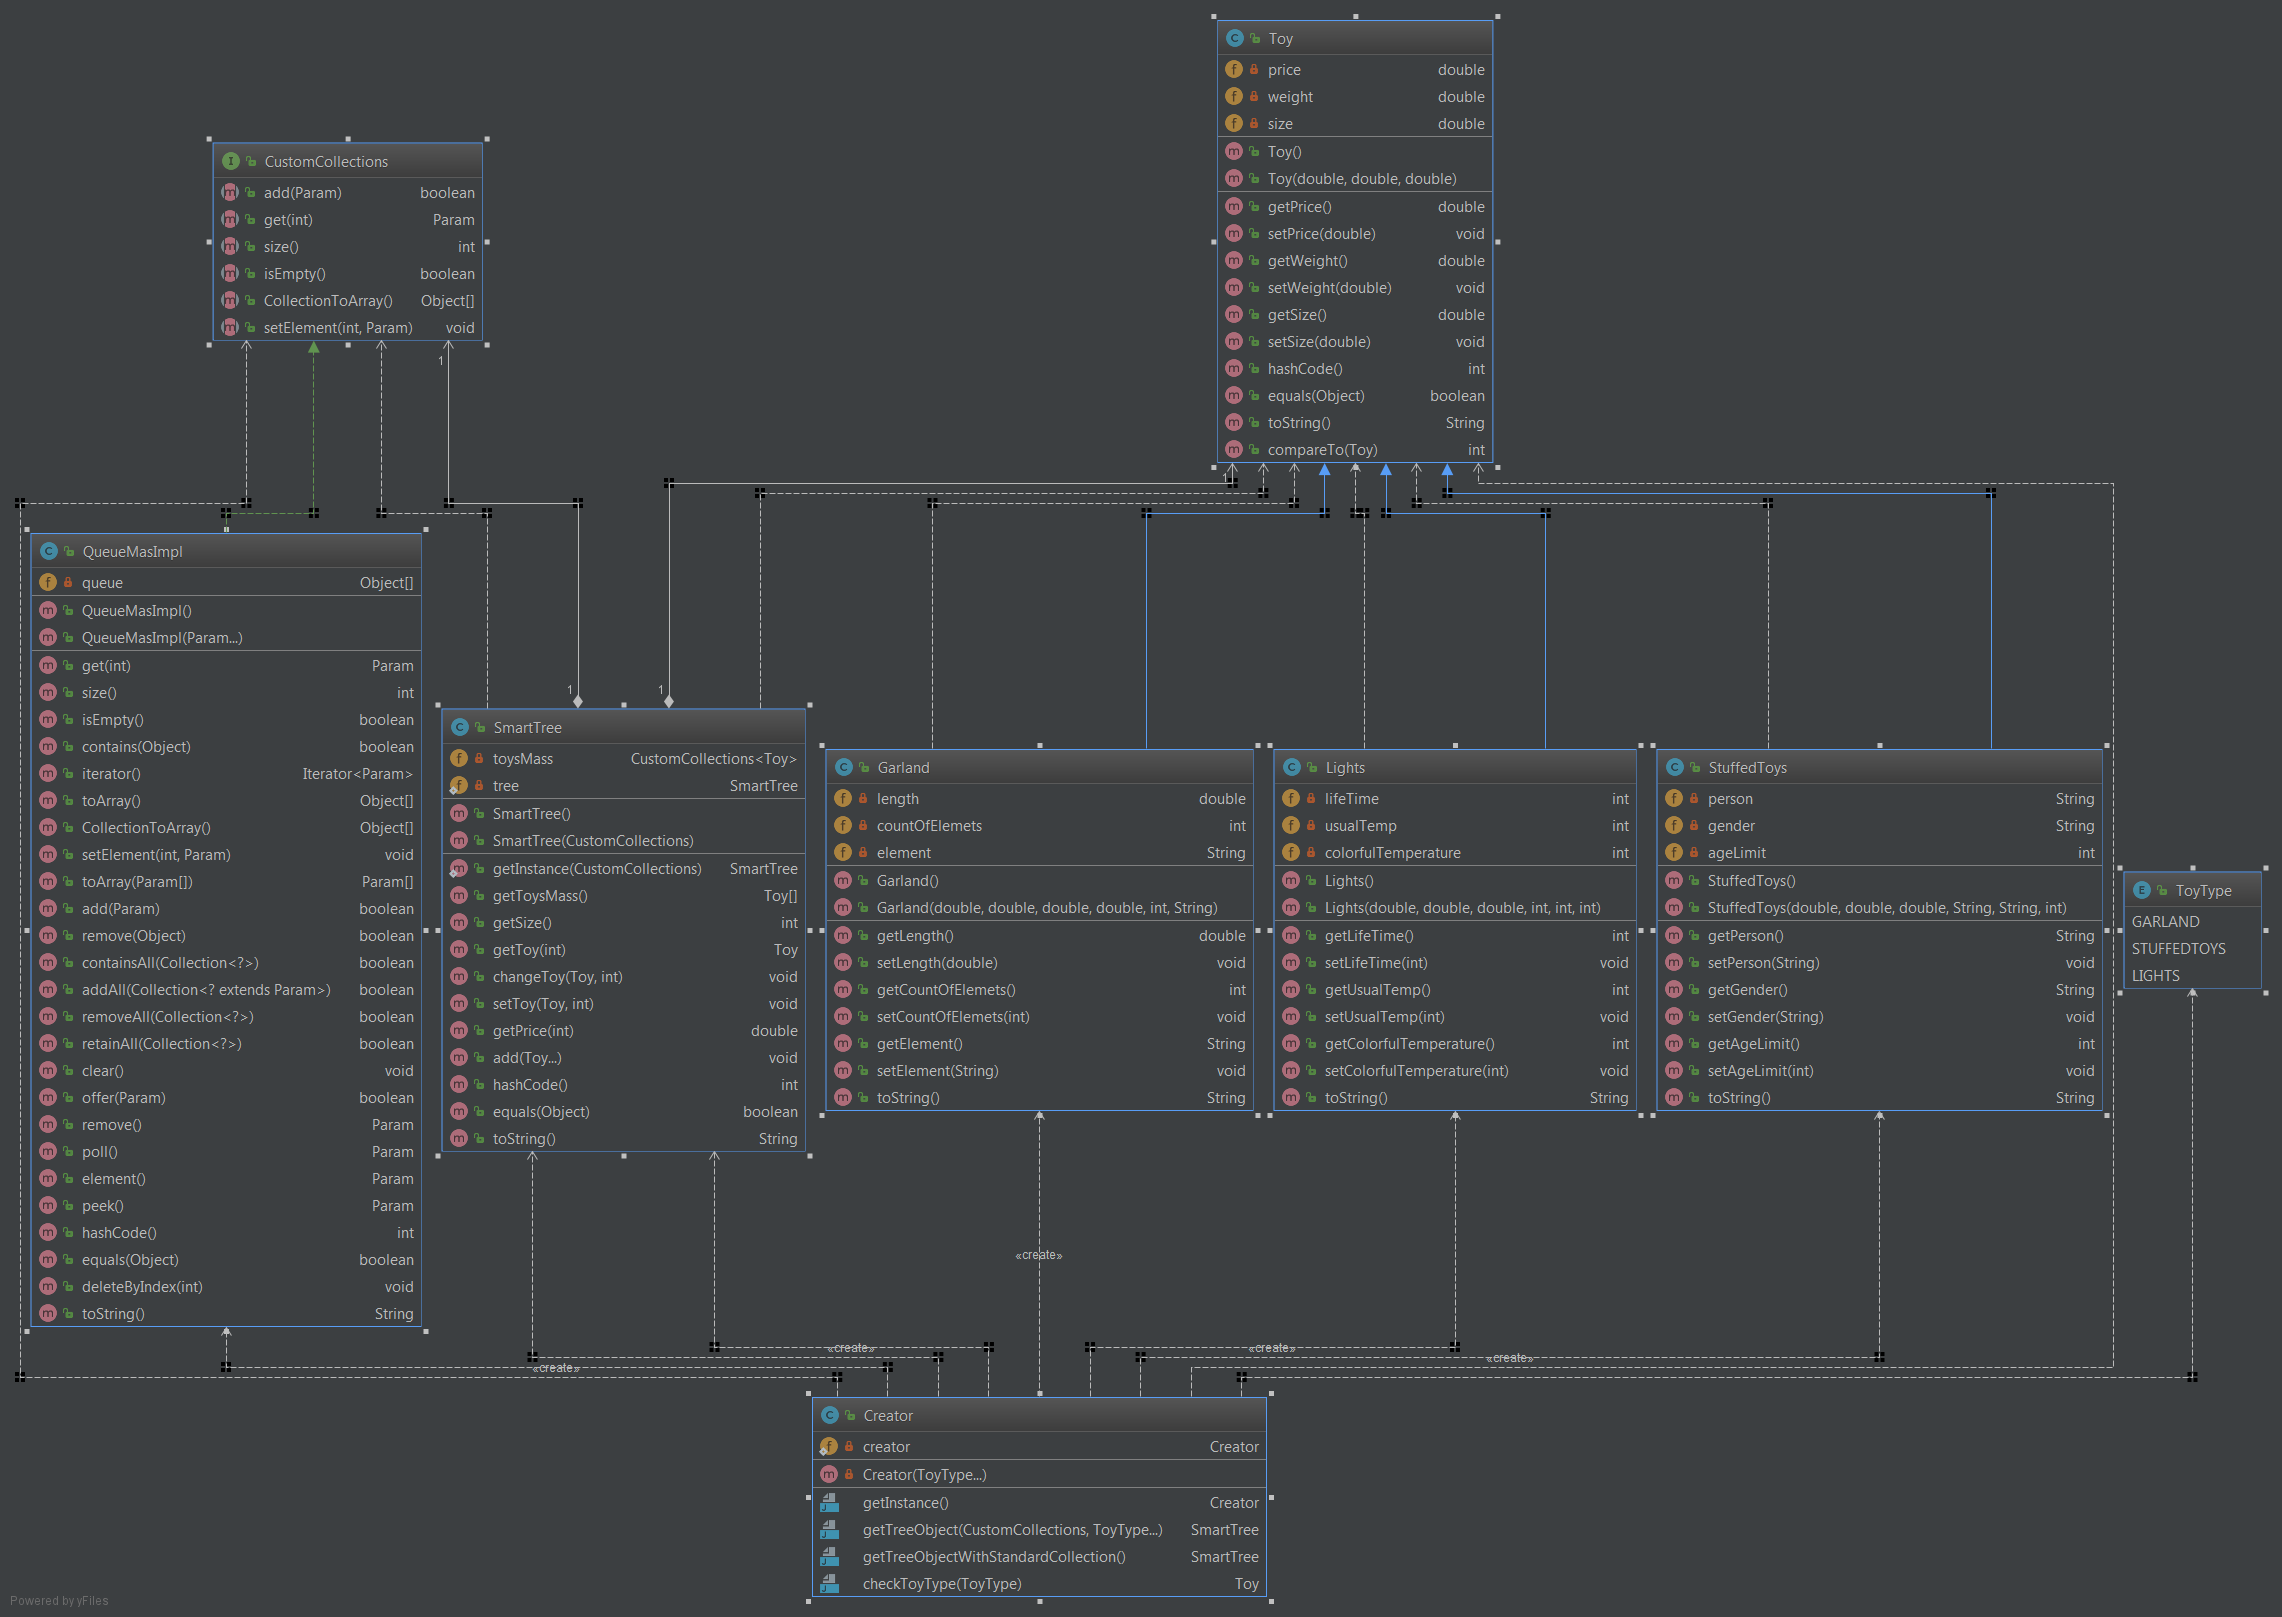 Toy
price double
weight double
size double
Toy()
Toy(double, double, double)
getPrice() double
setPrice(double) void
getWeight() double
setWeight(double) void
getSize() double
setSize(double) void
hashCode() int
equals(Object) boolean
toString() String
compareTo(Toy) int
CustomCollections
add(Param) boolean
get(int) Param
size() int
isEmpty() boolean
CollectionToArray() Object[]
setElement(int, Param) void
1
1
1
1
QueueMasImpl
queue Object[]
QueueMasImpl()
QueueMasImpl(Param...)
get(int) Param
size() int
isEmpty() boolean
contains(Object) boolean
iterator() Iterator<Param>
toArray() Object[]
CollectionToArray() Object[]
setElement(int, Param) void
toArray(Param[]) Param[]
add(Param) boolean
remove(Object) boolean
containsAll(Collection<?>) boolean
addAll(Collection<? extends Param>) boolean
removeAll(Collection<?>) boolean
retainAll(Collection<?>) boolean
clear() void
offer(Param) boolean
remove() Param
poll() Param
element() Param
peek() Param
hashCode() int
equals(Object) boolean
deleteByIndex(int) void
toString() String
SmartTree
toysMass CustomCollections<Toy>
tree SmartTree
SmartTree()
SmartTree(CustomCollections)
getInstance(CustomCollections) SmartTree
getToysMass() Toy[]
getSize() int
getToy(int) Toy
changeToy(Toy, int) void
setToy(Toy, int) void
getPrice(int) double
add(Toy...) void
hashCode() int
equals(Object) boolean
toString() String
Garland
length double
countOfElemets int
element String
Garland()
Garland(double, double, double, double, int, String)
getLength() double
setLength(double) void
getCountOfElemets() int
setCountOfElemets(int) void
getElement() String
setElement(String) void
toString() String
Lights
lifeTime int
usualTemp int
colorfulTemperature int
Lights()
Lights(double, double, double, int, int, int)
getLifeTime() int
setLifeTime(int) void
getUsualTemp() int
setUsualTemp(int) void
getColorfulTemperature() int
setColorfulTemperature(int) void
toString() String
StuffedToys
person String
gender String
ageLimit int
StuffedToys()
StuffedToys(double, double, double, String, String, int)
getPerson() String
setPerson(String) void
getGender() String
setGender(String) void
getAgeLimit() int
setAgeLimit(int) void
toString() String
ToyType
GARLAND
STUFFEDTOYS
LIGHTS
«create»
«create»
«create»
«create»
«create»
Creator
creator Creator
Creator(ToyType...)
getInstance() Creator
getTreeObject(CustomCollections, ToyType...) SmartTree
getTreeObjectWithStandardCollection() SmartTree
checkToyType(ToyType) Toy
Powered by yFiles